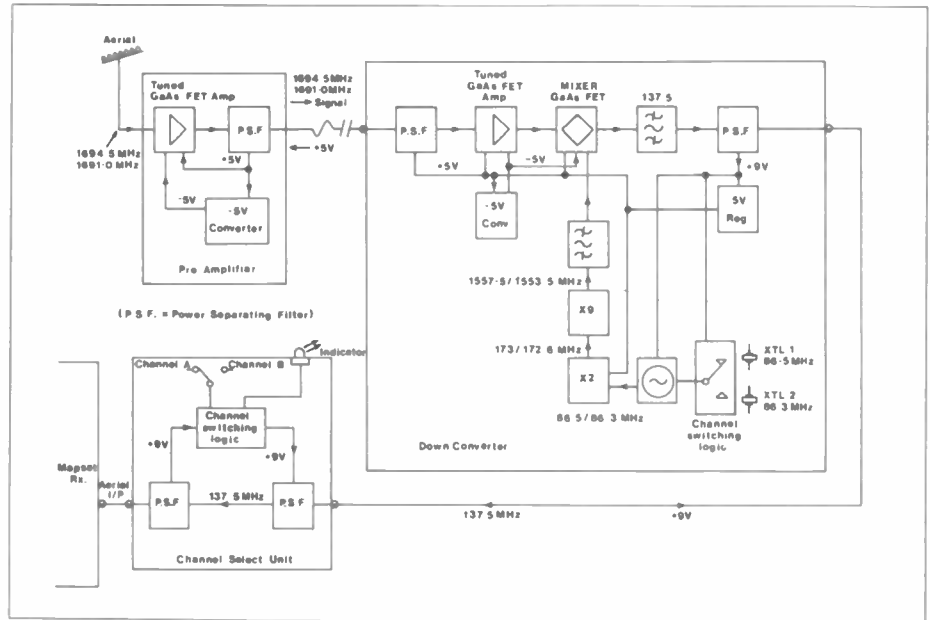 Aerial
1694.5MHz
1691.0MHz
Tuned
GaAs FET Amp
P.S.F
+5V
-5V
-5V
Converter
Pre Amplifier
1694.5MHz
1691.0MHz
Signal
+5V
P.S.F
Tuned
GaAs FET
Amp
MIXER
GaAs FET
137.5
P.S.F
+5V
-5V
+9V
-5V
Conv
5V
Reg
1557.5/1553.5 MHz
X9
173/172.6 MHz
X2
86.5/86.3 MHz
XTL 1
86.5MHz
XTL 2
86.3MHz
Channel
switching
logic
Down Converter
(P.S.F. = Power Separating Filter)
Channel A
Channel B
Indicator
Channel
switching
logic
+9V
+9V
Mapset
Rx.
Aerial
I/P
P.S.F
137.5MHz
P.S.F
Channel Select Unit
137.5MHz
+9V